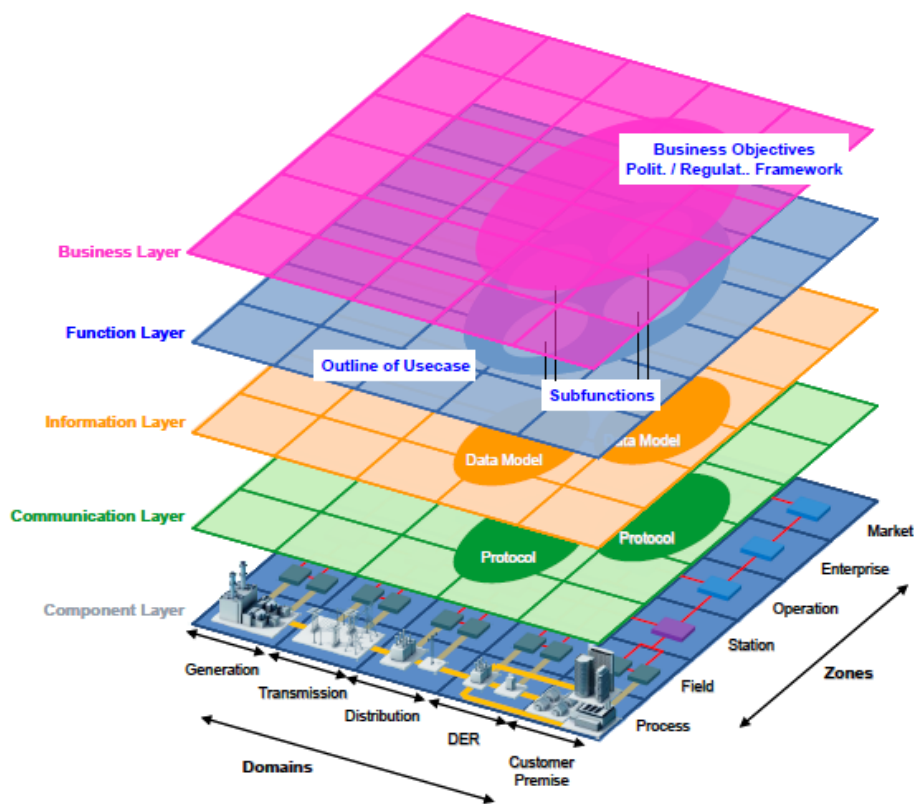 Business Objectives
Polit. / Regulat.. Framework
Business Layer
Function Layer
Outline of Usecase
Subfunctions
Information Layer
Data Model
Data Model
Communication Layer
Protocol
Protocol
Component Layer
Market
Enterprise
Operation
Station
Field
Process
Zones
Generation
Transmission
Distribution
DER
Customer
Premise
Domains